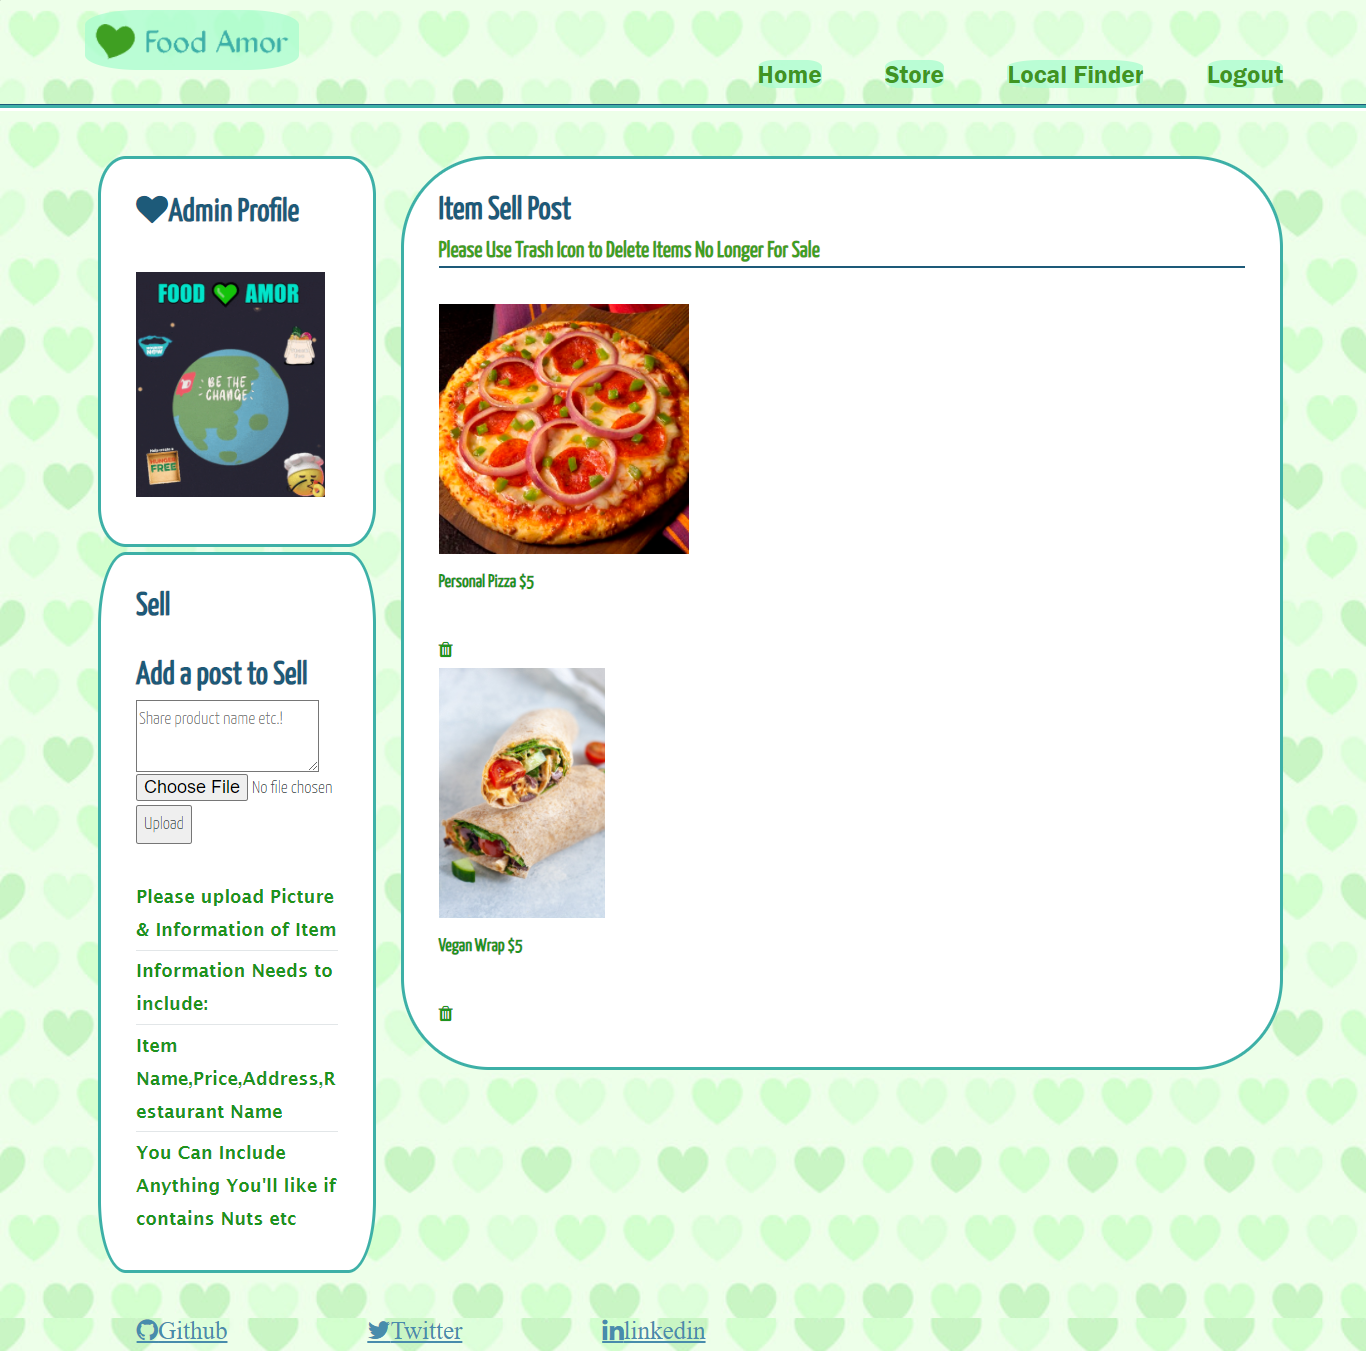 Food Amor
Home
Store
Local Finder
Logout
Admin Profile
FOOD AMOR
BE THE
CHANGE
FREE
Sell
Add a post to Sell
Share product name etc.!
Choose File No file chosen
Upload
Please upload Picture
& Information of Item
Information Needs to
include:
Item
Name,Price,Address,R
estaurant Name
You Can Include
Anything You'll like if
contains Nuts etc
Item Sell Post
Please Use Trash Icon to Delete Items No Longer For Sale
Personal Pizza $5
Vegan Wrap $5
Github
Twitter
linkedin